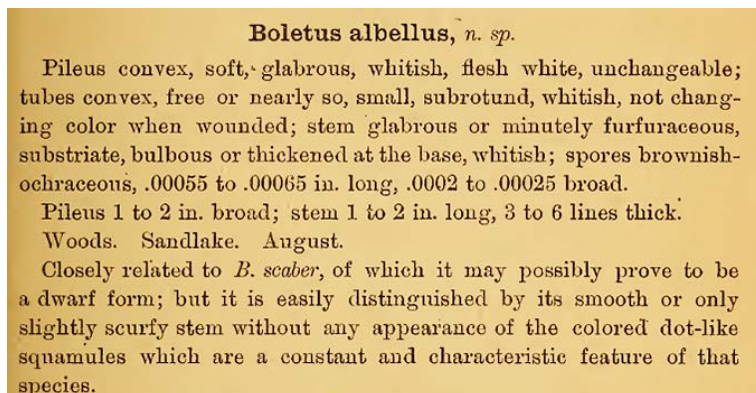 Boletus albellus, n. sp.
Pileus convex, soft, glabrous, whitish, flesh white, unchangeable;
tubes convex, free or nearly so, small, subrotund, whitish, not chang-
ing color when wounded; stem glabrous or minutely furfuraceous,
substriate, bulbous or thickened at the base, whitish; spores brownish-
ochraceous, .00055 to .00065 in. long, .0002 to .00025 broad.
Pileus 1 to 2 in. broad; stem 1 to 2 in. long, 3 to 6 lines thick.
Woods. Sandlake. August.
Closely related to B. scaber, of which it may possibly prove to be
a dwarf form; but it is easily distinguished by its smooth or only
slightly scurfy stem without any appearance of the colored dot-like
squamules which are a constant and characteristic feature of that
species.